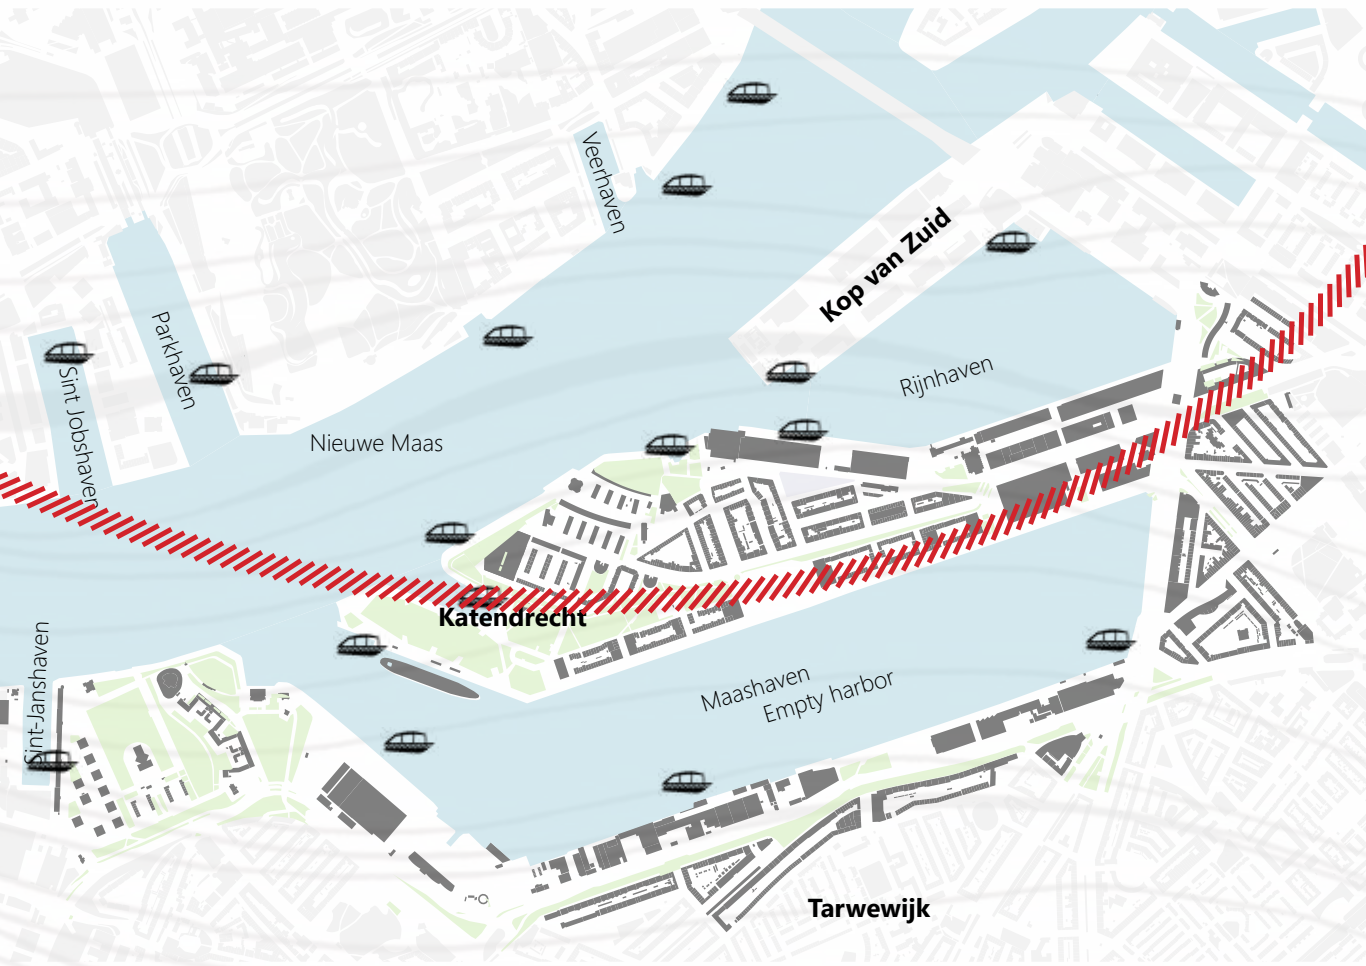 Veerhaven
Kop van Zuid
Parkhaven
Sint Jobshaven
Rijnhaven
Nieuwe Maas
Katendrecht
Sint-Janshaven
Maashaven
Empty harbor
Tarwewijk